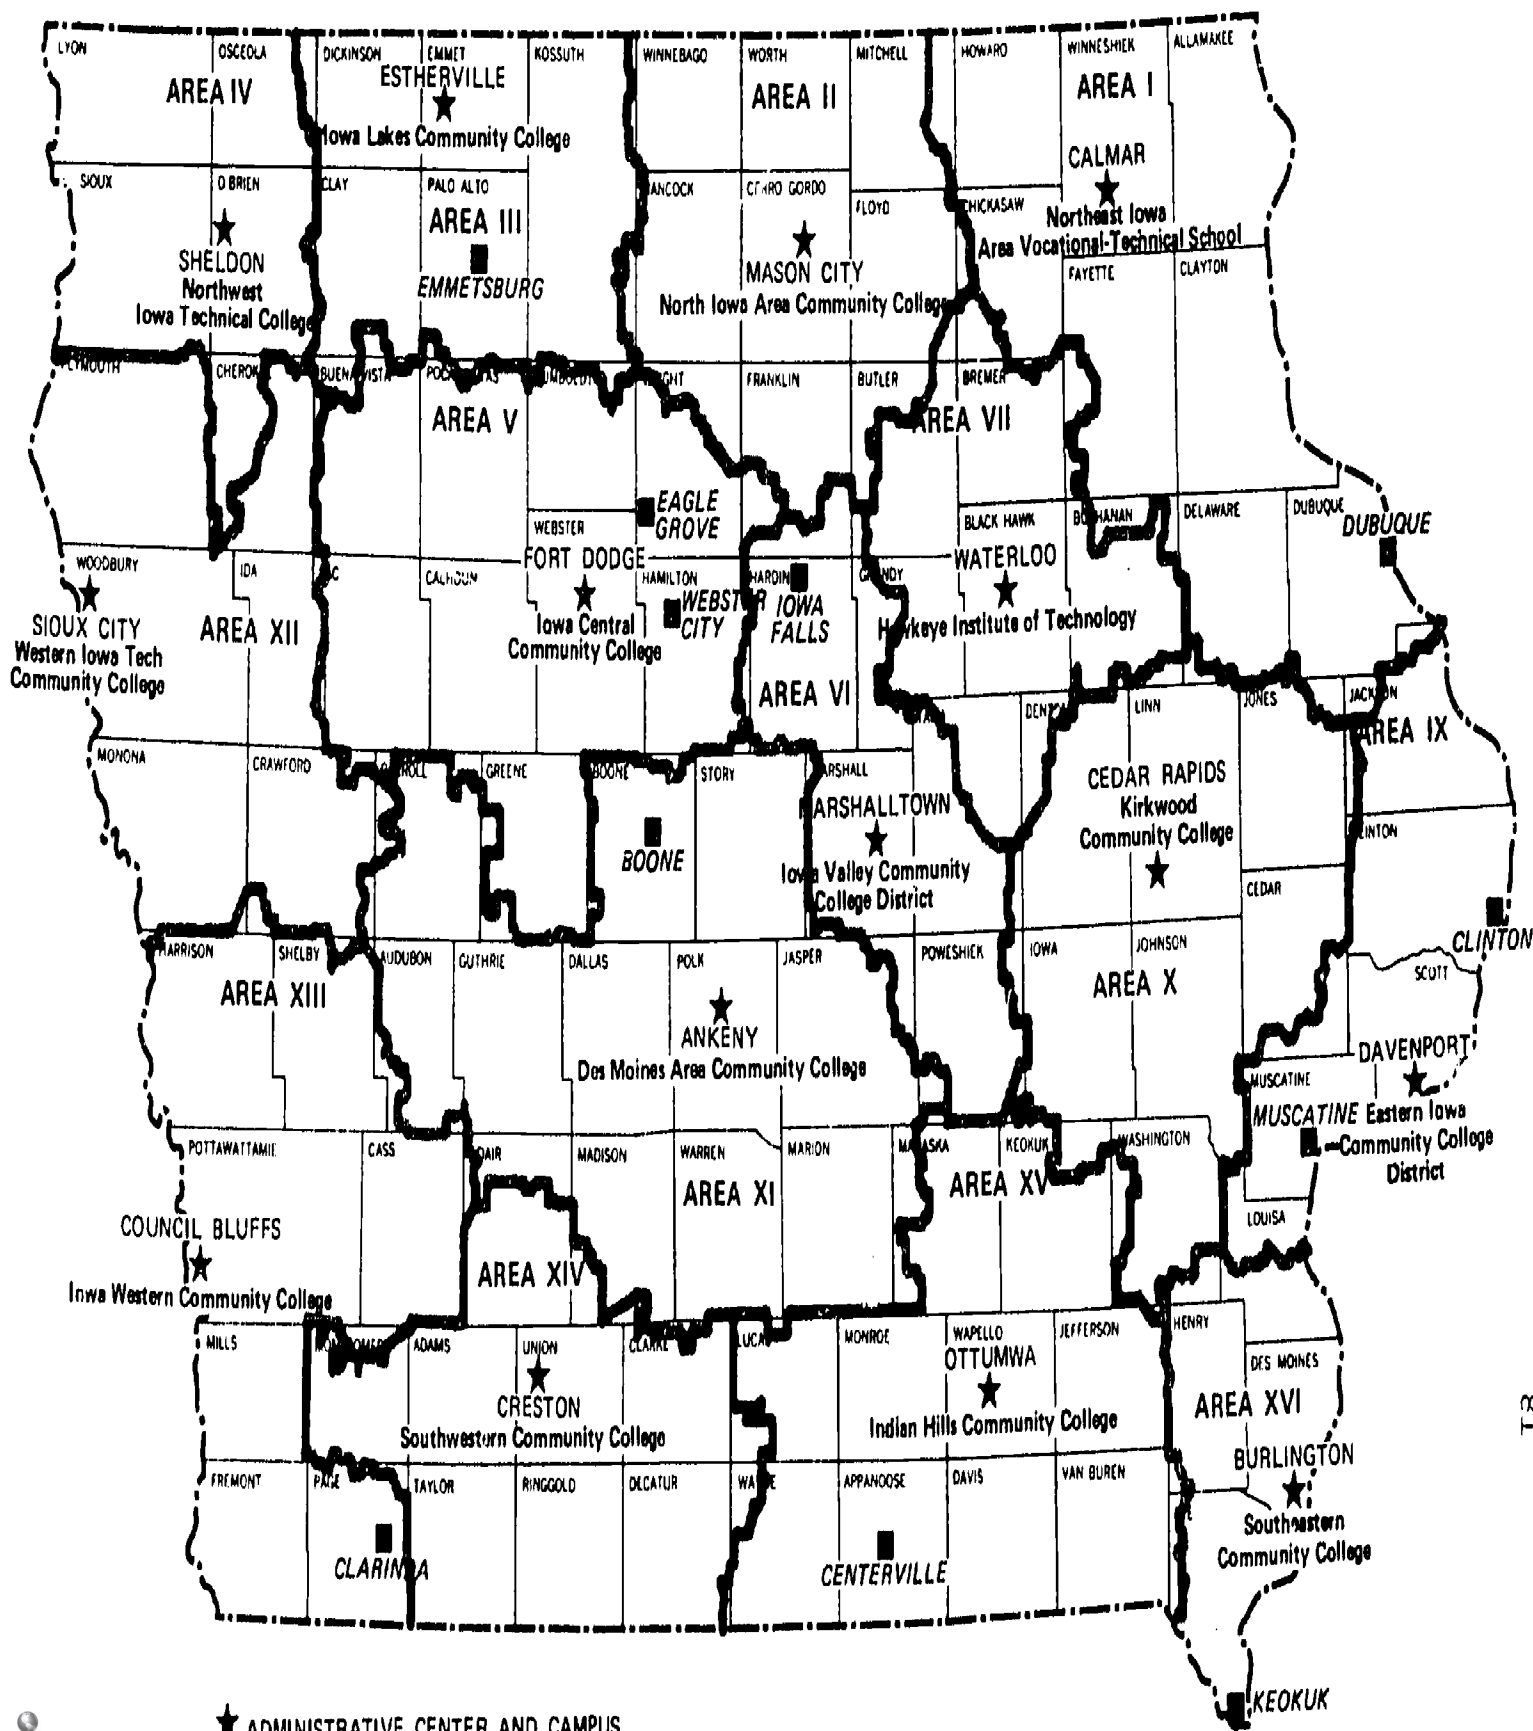 LYON
OSCEOLA
DICKINSON
EMMET
KOSSUTH
WINNEBAGO
WORTH
MITCHELL
HOWARD
WINNESHIEK
ALLAMAKEE
AREA IV
ESTHERVILLE
Iowa Lakes Community College
AREA II
AREA I
CALMAR
Northeast Iowa
Area Vocational-Technical School
SIOUX
O BRIEN
CLAY
PALO ALTO
ANCOCK
FLOYD
CHICKASAW
AREA III
EMMETSBURG
SHELDON
Northwest
Iowa Technical College
MASON CITY
North Iowa Area Community College
FAYETTE
CLAYTON
FRANKLIN
BUTLER
BREMER
AREA V
AREA VII
EAGLE
GROVE
WEBSTER
BLACK HAWK
DELAWARE
DUBUQUE
DUBUQUE
WOODBURY
IDA
FORT DODGE
Iowa Central
Community College
HAMILTON
WEBSTER
CITY
HARDIN
IOWA
FALLS
WATERLOO
Hawkeye Institute of Technology
SIOUX CITY
Western Iowa Tech
Community College
AREA XII
AREA VI
LINN
JONES
AREA IX
MONONA
CRAWFORD
GREENE
BOONE
STORY
ARSHALL
BOONE
MARSHALLTOWN
Iowa Valley Community
College District
CEDAR RAPIDS
Kirkwood
Community College
CEDAR
CLINTON
HARRISON
SHELBY
AUDUBON
GUTHRIE
DALLAS
POLK
JASPER
POWESHIEK
IOWA
JOHNSON
SCOTT
AREA XIII
ANKENY
Des Moines Area Community College
AREA X
DAVENPORT
MUSCATINE
MUSCATINE Eastern Iowa
Community College
District
POTTAWATTAMIE
CASS
MADISON
WARREN
MARION
KEOKUK
WASHINGTON
AREA XI
AREA XV
LOUISA
COUNCIL BLUFFS
Iowa Western Community College
AREA XIV
MILLS
ADAMS
UNION
CLARKE
MONROE
WAPELLO
JEFFERSON
HENRY
DES MOINES
CRESTON
Southwestern Community College
OTTUMWA
Indian Hills Community College
AREA XVI
18
BURLINGTON
Southeastern
Community College
FREMONT
PAGE
TAYLOR
RINGGOLD
DECATUR
APPANOOSE
DAVIS
VAN BUREN
CLARINDA
CENTERVILLE
KEOKUK
ADMINISTRATIVE CENTER AND CAMPUS